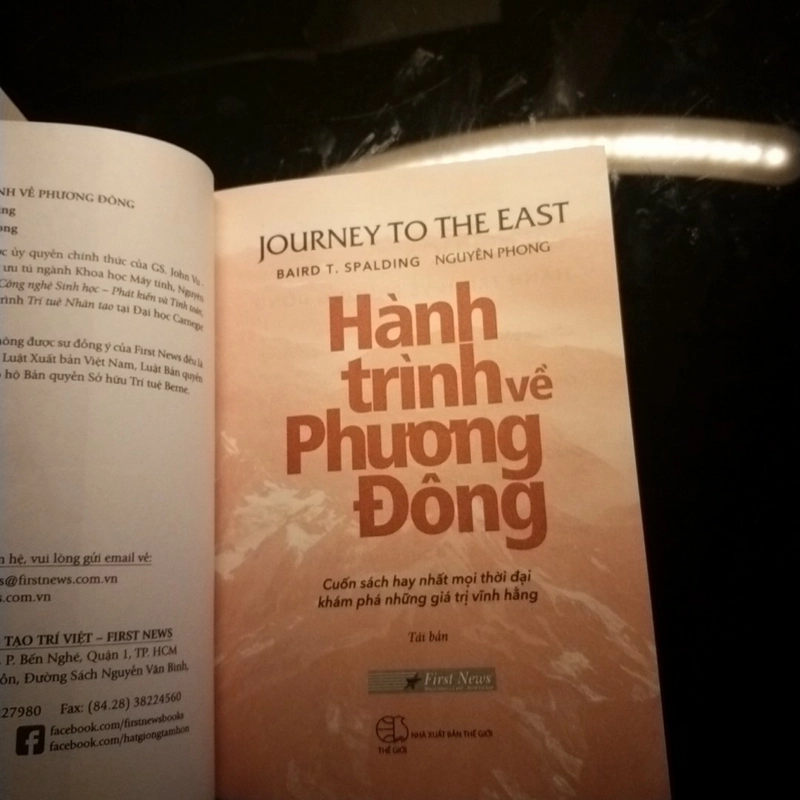 NH VỀ PHƯƠNG ĐÔNG
ng
ong
ợc ủy quyền chính thức của GS. John Vu -
ưu tú ngành Khoa học Máy tính, Nguyên
Công nghệ Sinh học – Phát kiến và Tính toán,
rình Trí tuệ Nhân tạo tại Đại học Carnegie
hông được sự đồng ý của First News đều là
Luật Xuất bản Việt Nam, Luật Bản quyền
o hộ Bản quyền Sở hữu Trí tuệ Berne.
n hệ, vui lòng gửi email về:
s@firstnews.com.vn
s.com.vn
TẠO TRÍ VIỆT – FIRST NEWS
, P. Bến Nghé, Quận 1, TP. HCM
ồn, Đường Sách Nguyễn Văn Bình,
27980 Fax: (84.28) 38224560
facebook.com/firstnewsbooks
facebook.com/hatgiongtamhon
JOURNEY TO THE EAST
BAIRD T. SPALDING NGUYÊN PHONG
Hành
trình về
Phương
Đông
Cuốn sách hay nhất mọi thời đại
khám phá những giá trị vĩnh hằng
Tái bản
First News
NHÀ XUẤT BẢN THẾ GIỚI
THẾ GIỚI